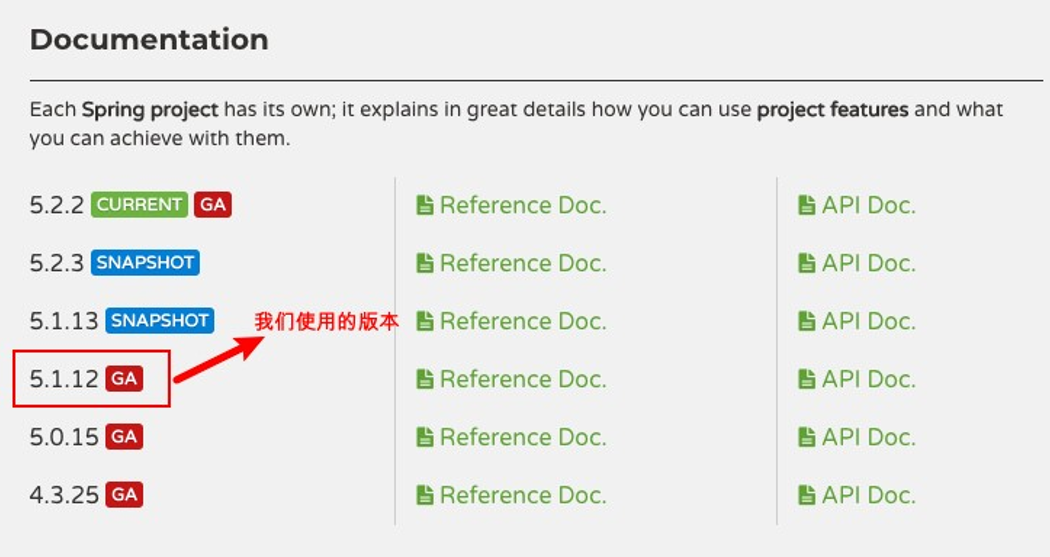 Documentation
Each Spring project has its own; it explains in great details how you can use project features and what
you can achieve with them.
5.2.2 CURRENT GA Reference Doc. API Doc.
5.2.3 SNAPSHOT Reference Doc. API Doc.
5.1.13 SNAPSHOT 我们使用的版本 Reference Doc. API Doc.
5.1.12 GA Reference Doc. API Doc.
5.0.15 GA Reference Doc. API Doc.
4.3.25 GA Reference Doc. API Doc.